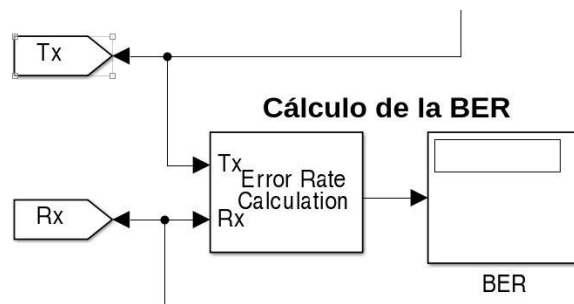 Tx
Cálculo de la BER
Tx
Error Rate
Calculation
Rx
Rx
BER